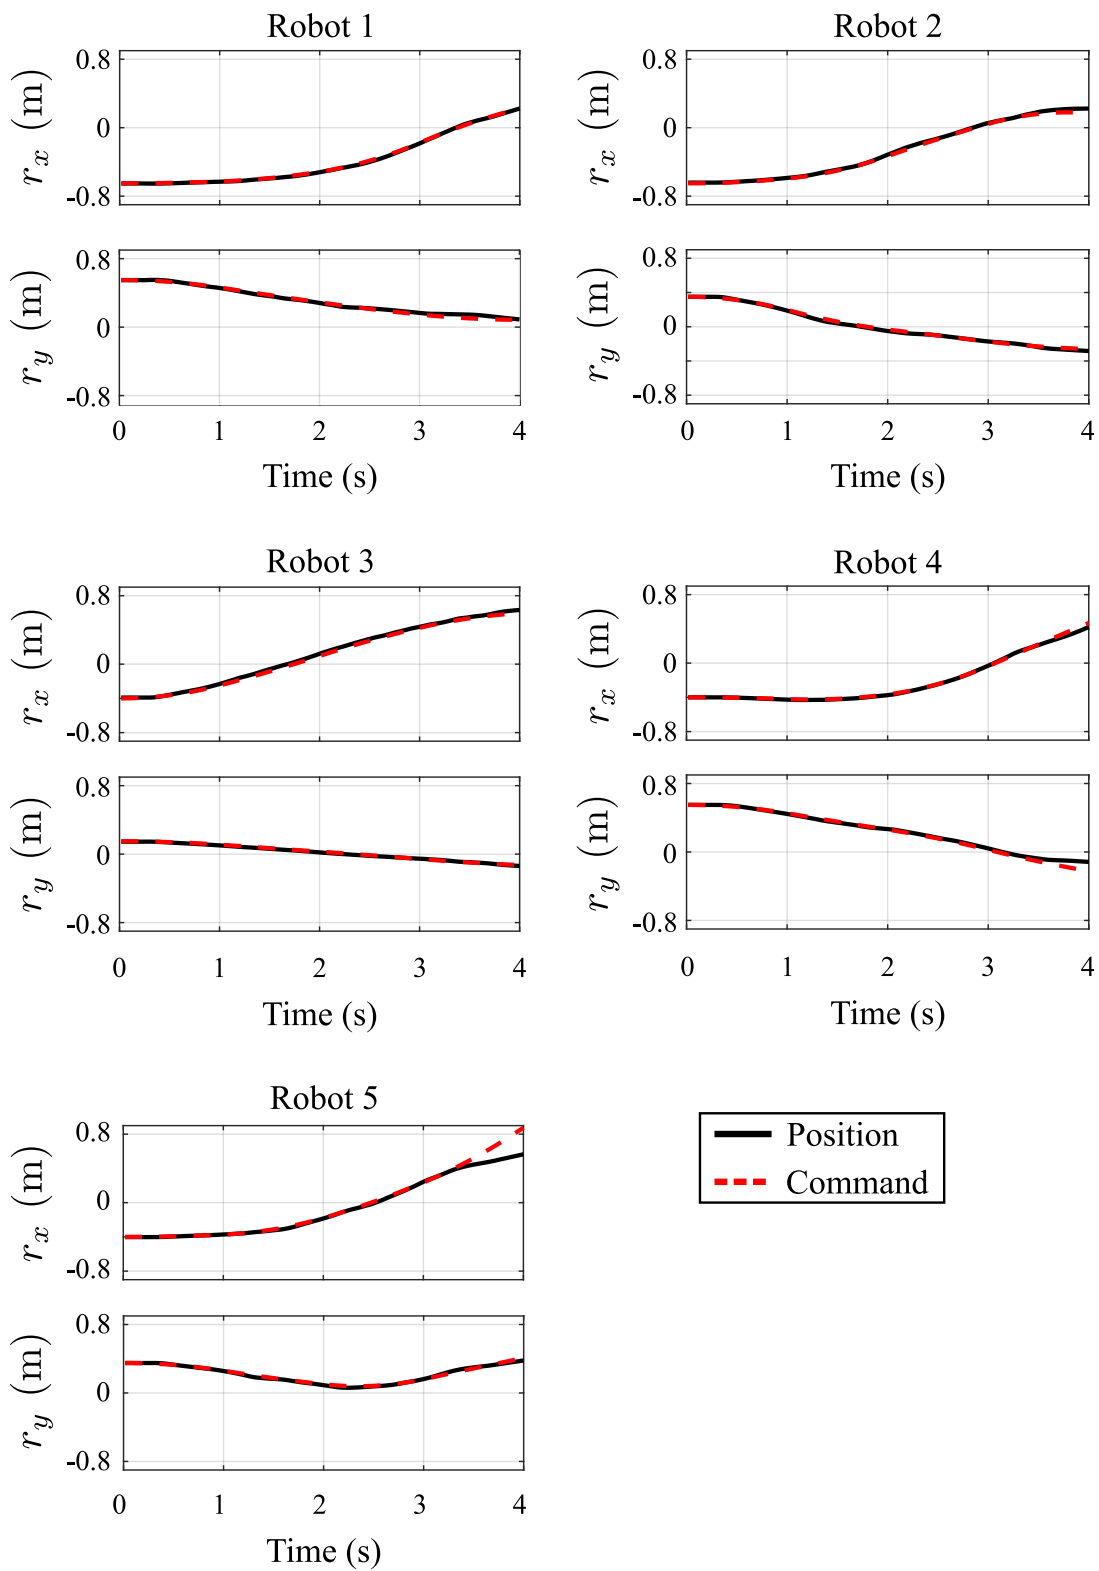 Robot 1
r_x (m)
0.8
0
-0.8
r_y (m)
0.8
0
-0.8
0 1 2 3 4
Time (s)
Robot 2
r_x (m)
0.8
0
-0.8
r_y (m)
0.8
0
-0.8
0 1 2 3 4
Time (s)
Robot 3
r_x (m)
0.8
0
-0.8
r_y (m)
0.8
0
-0.8
0 1 2 3 4
Time (s)
Robot 4
r_x (m)
0.8
0
-0.8
r_y (m)
0.8
0
-0.8
0 1 2 3 4
Time (s)
Robot 5
r_x (m)
0.8
0
-0.8
r_y (m)
0.8
0
-0.8
0 1 2 3 4
Time (s)
Position
Command